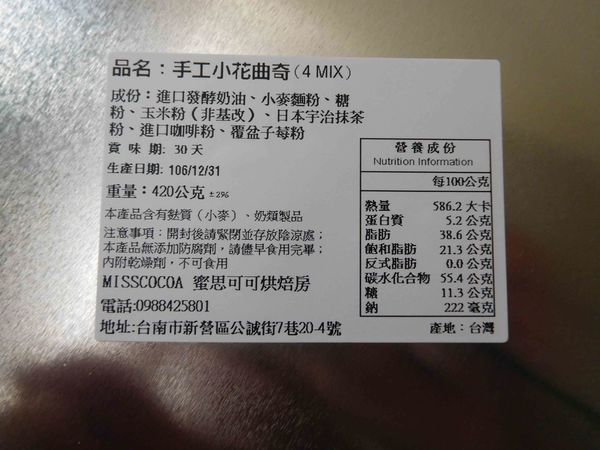 品名：手工小花曲奇（4 MIX）
成份：進口發酵奶油、小麥麵粉、糖
粉、玉米粉（非基改）、日本宇治抹茶
粉、進口咖啡粉、覆盆子莓粉
賞 味 期: 30 天
生產日期: 106/12/31
重量：420公克 ±2%
本產品含有麩質（小麥）、奶類製品
注意事項：開封後請緊閉並存放陰涼處；
本產品無添加防腐劑，請儘早食用完畢；
內附乾燥劑，不可食用
MISSCOCOA 蜜思可可烘焙房
電話:0988425801
地址:台南市新營區公誠街7巷20-4號
營養成份
Nutrition Information
每100公克
熱量 586.2 大卡
蛋白質 5.2 公克
脂肪 38.6 公克
飽和脂肪 21.3 公克
反式脂肪 0.0 公克
碳水化合物 55.4 公克
糖 11.3 公克
鈉 222 毫克
產地：台灣